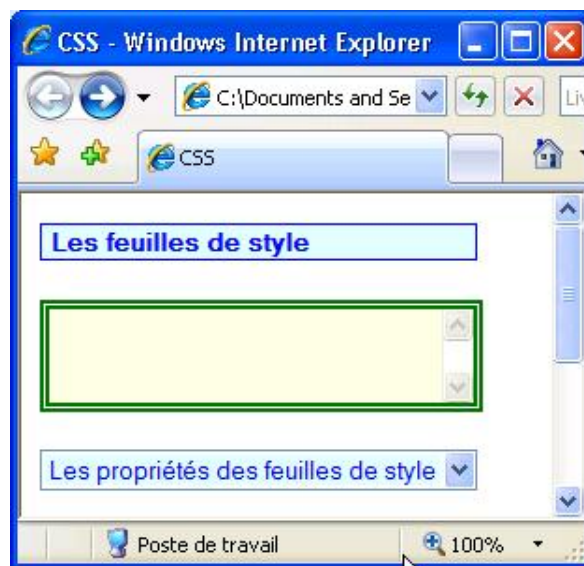 CSS - Windows Internet Explorer
C:\Documents and Se
Li
CSS
Les feuilles de style
Les propriétés des feuilles de style
Poste de travail
100%